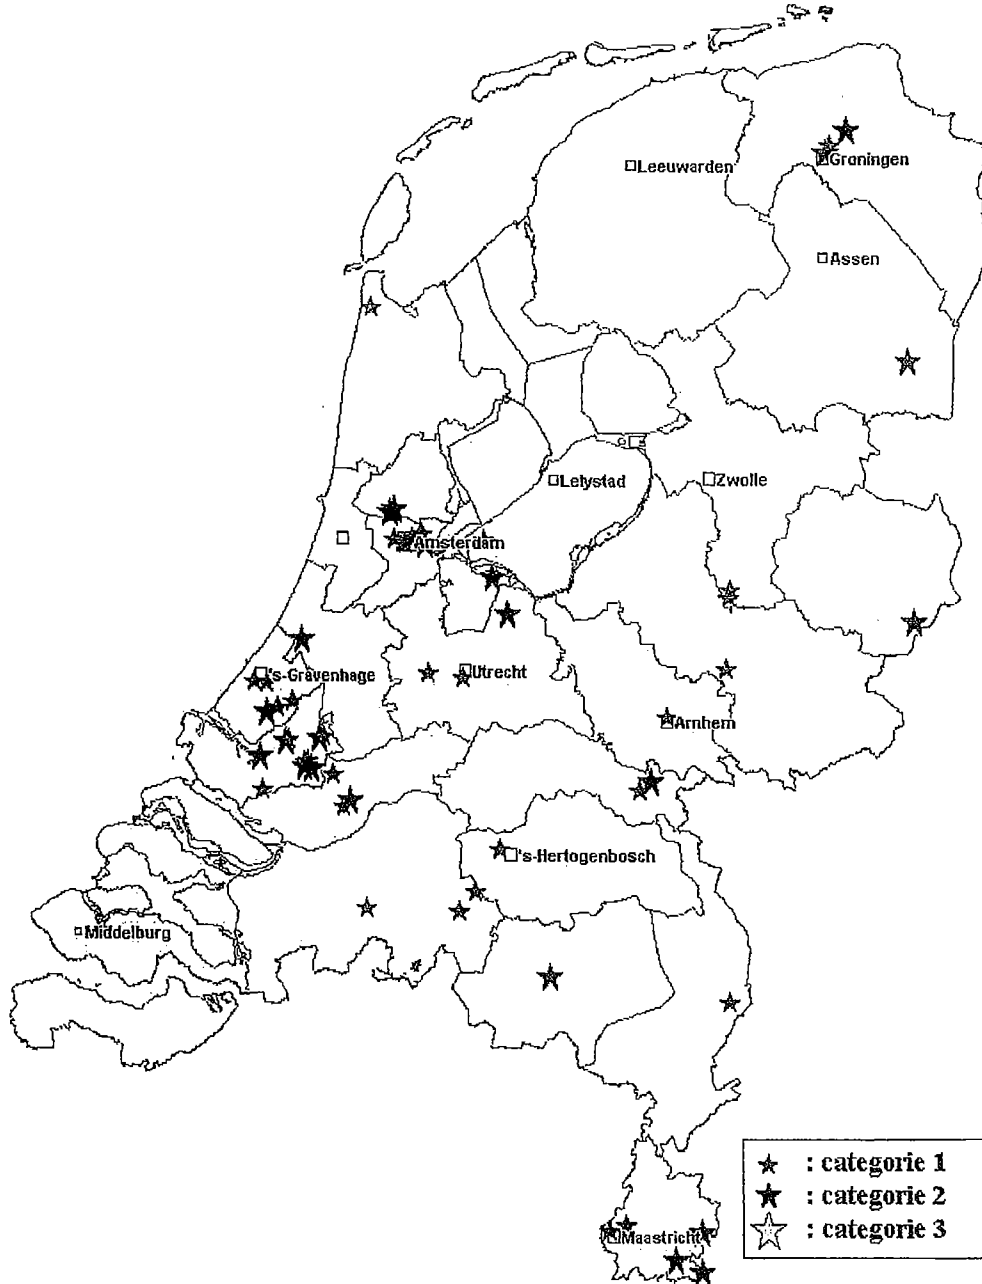 Leeuwarden
Groningen
Assen
Lelystad
Zwolle
Amsterdam
's-Gravenhage
Utrecht
Arnhem
's-Hertogenbosch
Middelburg
: categorie 1
: categorie 2
: categorie 3
Maastricht